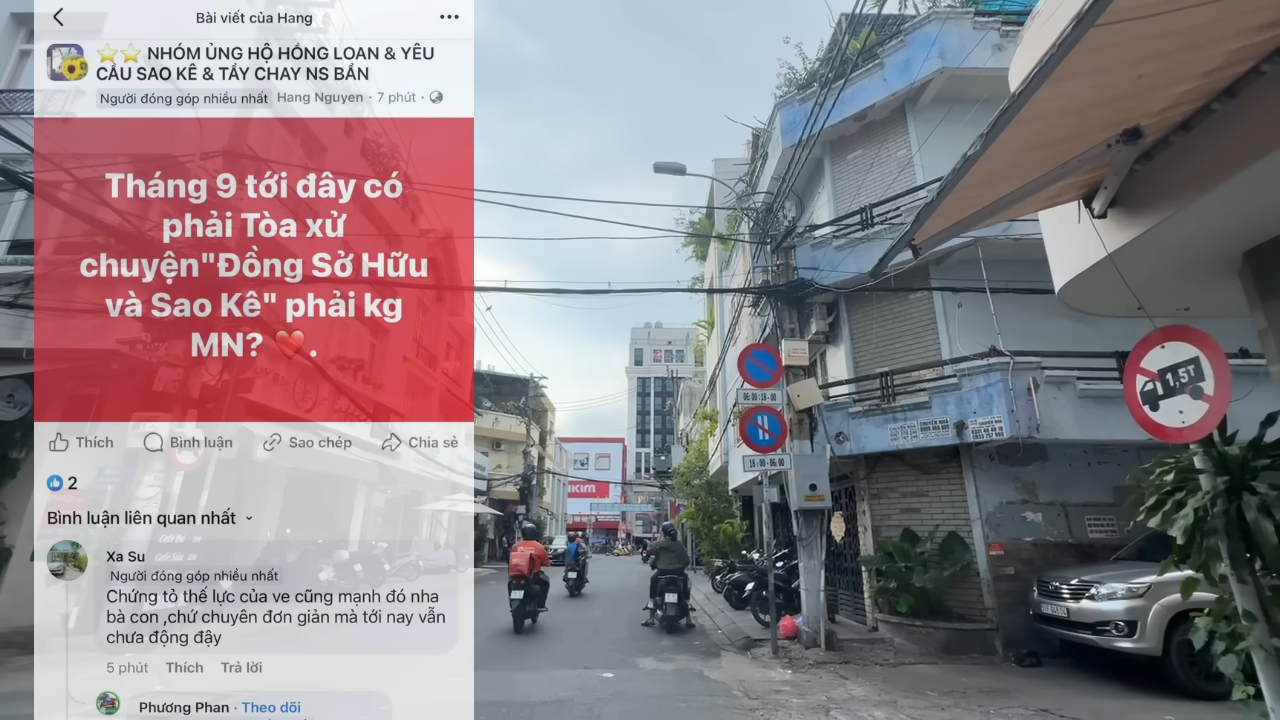 Bài viết của Hang
NHÓM ỦNG HỘ HỒNG LOAN & YÊU
CẦU SAO KÊ & TẨY CHAY NS BẨN
Người đóng góp nhiều nhất Hang Nguyen · 7 phút ·
Tháng 9 tới đây có
phải Tòa xử
chuyện"Đồng Sở Hữu
và Sao Kê" phải kg
MN? ❤️ .
Thích Bình luận Sao chép Chia sẻ
2
Bình luận liên quan nhất
Xa Su
Người đóng góp nhiều nhất
Chứng tỏ thế lực của ve cũng mạnh đó nha
bà con ,chứ chuyên đơn giản mà tới nay vẫn
chưa động đậy
5 phút Thích Trả lời
Phương Phan · Theo dõi
06:00:18-00
18:00-06:00
1,5T
KIM